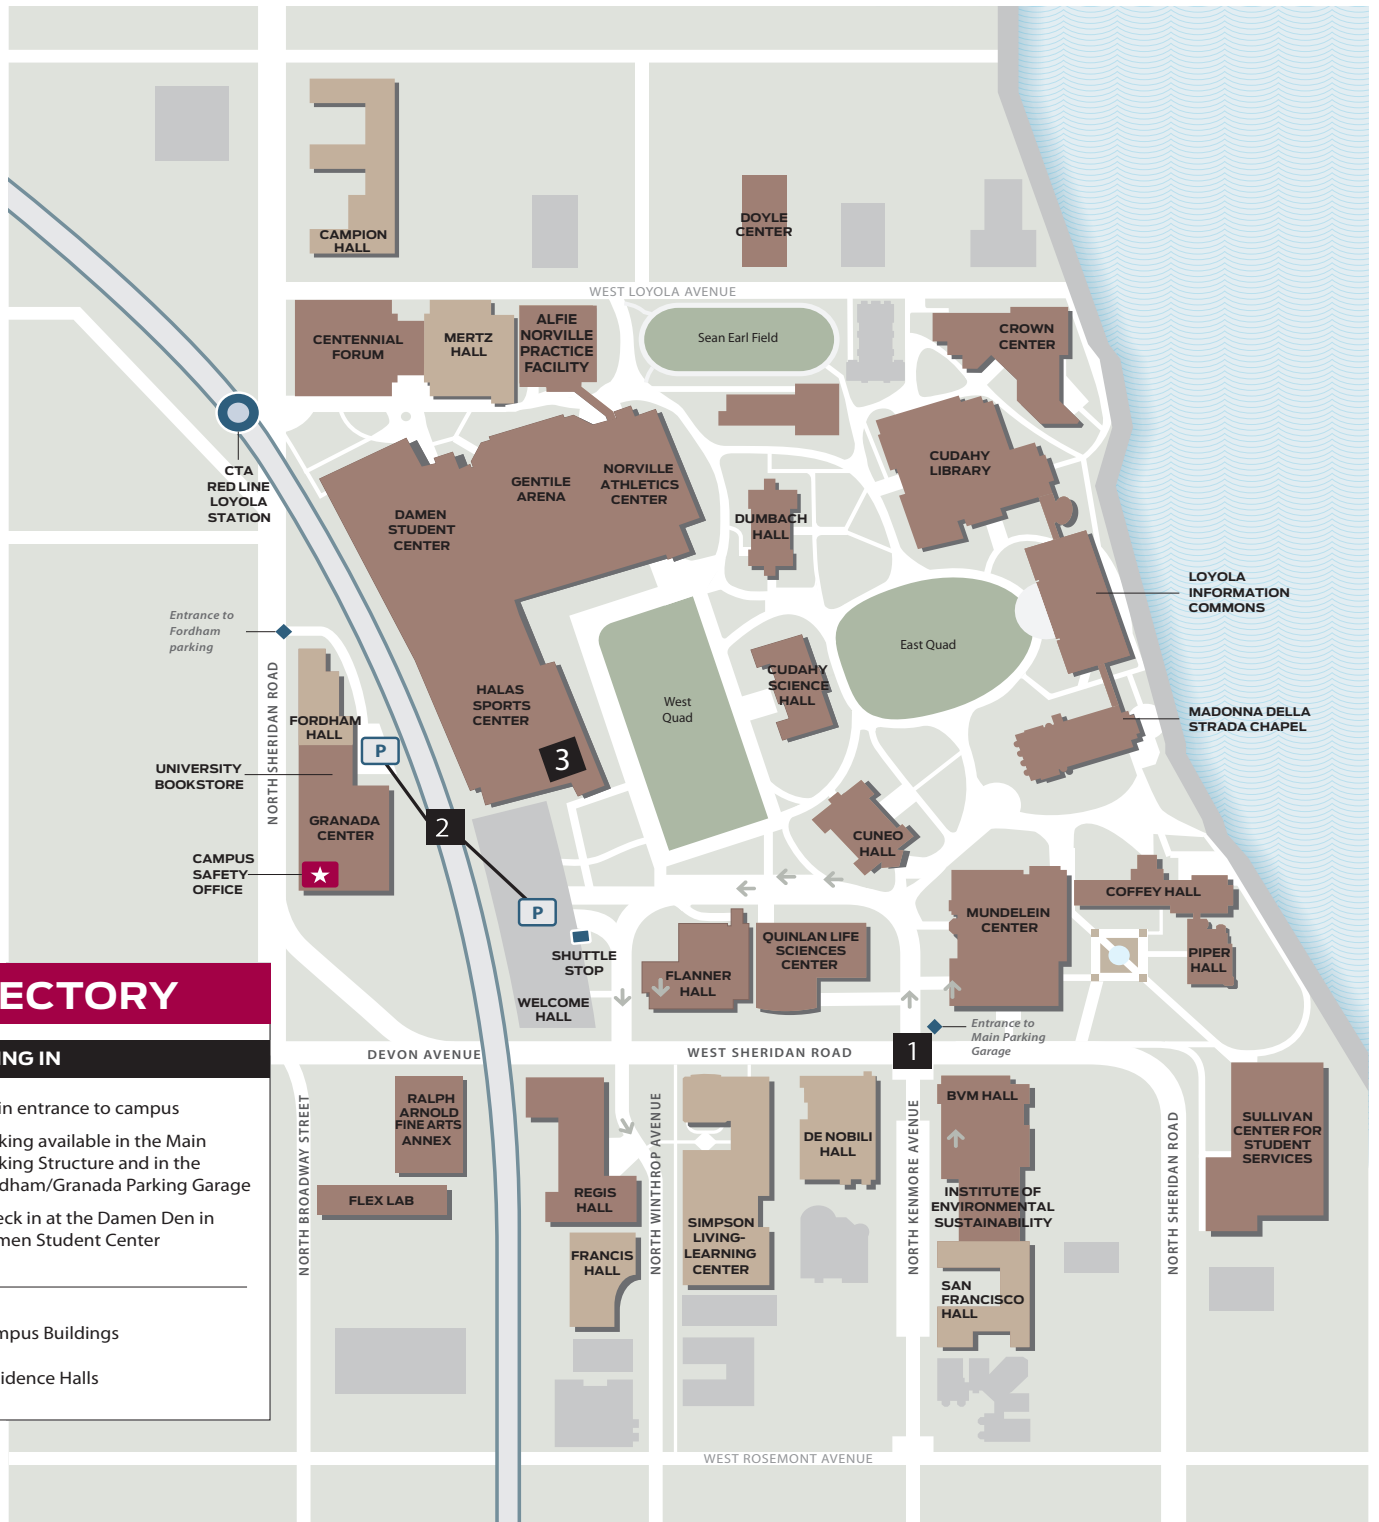 CAMPION
HALL
DOYLE
CENTER
WEST LOYOLA AVENUE
CENTENNIAL
FORUM
MERTZ
HALL
ALFIE
NORVILLE
PRACTICE
FACILITY
Sean Earl Field
CROWN
CENTER
CTA
RED LINE
LOYOLA
STATION
DAMEN
STUDENT
CENTER
GENTILE
ARENA
NORVILLE
ATHLETICS
CENTER
DUMBACH
HALL
CUDAHY
LIBRARY
LOYOLA
INFORMATION
COMMONS
Entrance to
Fordham
parking
NORTH SHERIDAN ROAD
HALAS
SPORTS
CENTER
West
Quad
CUDAHY
SCIENCE
HALL
East Quad
MADONNA DELLA
STRADA CHAPEL
FORDHAM
HALL
P
3
UNIVERSITY
BOOKSTORE
GRANADA
CENTER
2
CUNEO
HALL
CAMPUS
SAFETY
OFFICE
P
SHUTTLE
STOP
WELCOME
HALL
FLANNER
HALL
QUINLAN LIFE
SCIENCES
CENTER
MUNDELEIN
CENTER
COFFEY HALL
PIPER
HALL
Entrance to
Main Parking
Garage
1
DEVON AVENUE
WEST SHERIDAN ROAD
ECTORY
NG IN
in entrance to campus
king available in the Main
king Structure and in the
dham/Granada Parking Garage
eck in at the Damen Den in
men Student Center
mpus Buildings
idence Halls
NORTH BROADWAY STREET
RALPH
ARNOLD
FINE ARTS
ANNEX
FLEX LAB
REGIS
HALL
FRANCIS
HALL
NORTH WINTHROP AVENUE
SIMPSON
LIVING-
LEARNING
CENTER
DE NOBILI
HALL
NORTH KENMORE AVENUE
BVM HALL
INSTITUTE OF
ENVIRONMENTAL
SUSTAINABILITY
SAN
FRANCISCO
HALL
NORTH SHERIDAN ROAD
SULLIVAN
CENTER FOR
STUDENT
SERVICES
WEST ROSEMONT AVENUE